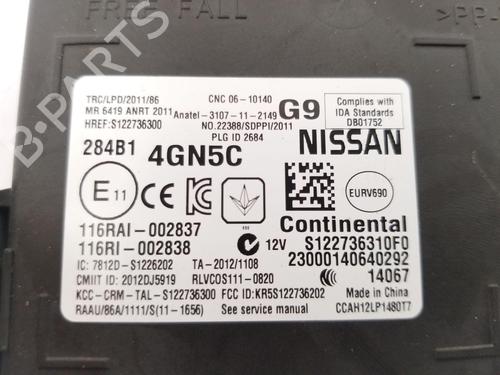 FREE FALL
PP-
B-PARTS
TRC/LPD/2011/86
CNC 06-10140
MR 6419 ANRT 2011
Anatel-3107-11-2149
G9
Complies with
IDA Standards
DB01752
HREF:S122736300
NO.22388/SDPPI/2011
PLG ID 2684
284B1
4GN5C
NISSAN
E11
CE
EURV690
116RAI-002837
116RI-002838
12V
Continental
S122736310F0
23000140640292
IC: 7812D-S1226202
TA-2012/1108
14067
CMIIT ID: 2012DJ5919
RLVCOS111-0820
KCC-CRM-TAL-S122736300
FCC ID:KR5S122736202
Made in China
RAAU/86A/1111/S(11-1656)
See service manual
CCAH12LP1480T7